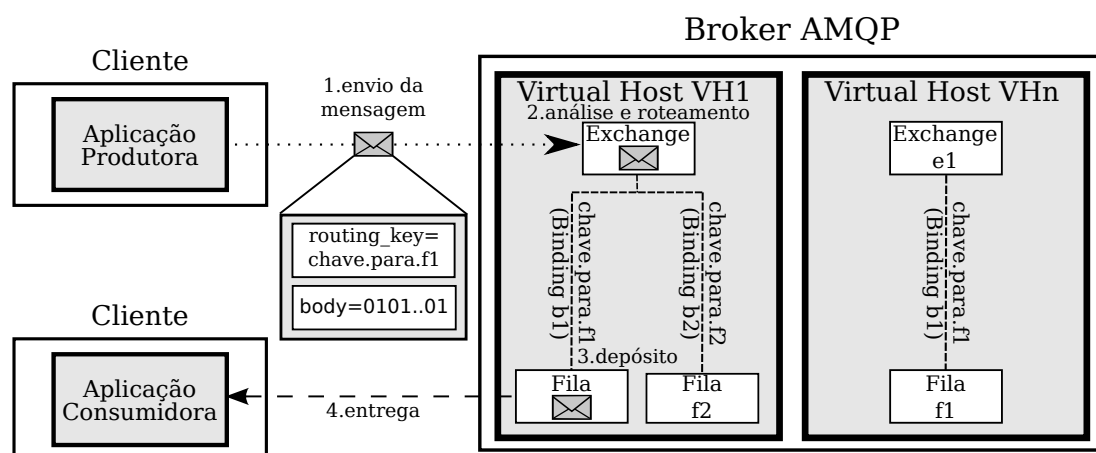 Broker AMQP
Cliente
Aplicação
Produtora
1.envio da
mensagem
routing_key=
chave.para.f1
body=0101..01
Virtual Host VH1
2.análise e roteamento
Exchange
chave.para.f1
(Binding b1)
chave.para.f2
(Binding b2)
3.depósito
Fila
Fila
f2
Virtual Host VHn
Exchange
e1
chave.para.f1
(Binding b1)
Fila
f1
Cliente
Aplicação
Consumidora
4.entrega